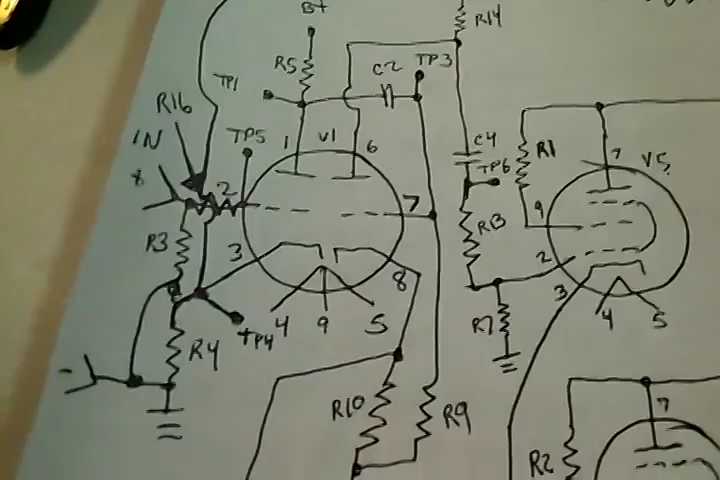 B+
R14
R5
C2
TP3
TP1
R16
IN
TP5
1
V1
6
C4
TP6
R1
7
V5
8
2
7
9
R3
3
R13
2
8
3
TP4
4
9
5
R7
4
5
R4
-
R10
R9
7
R2